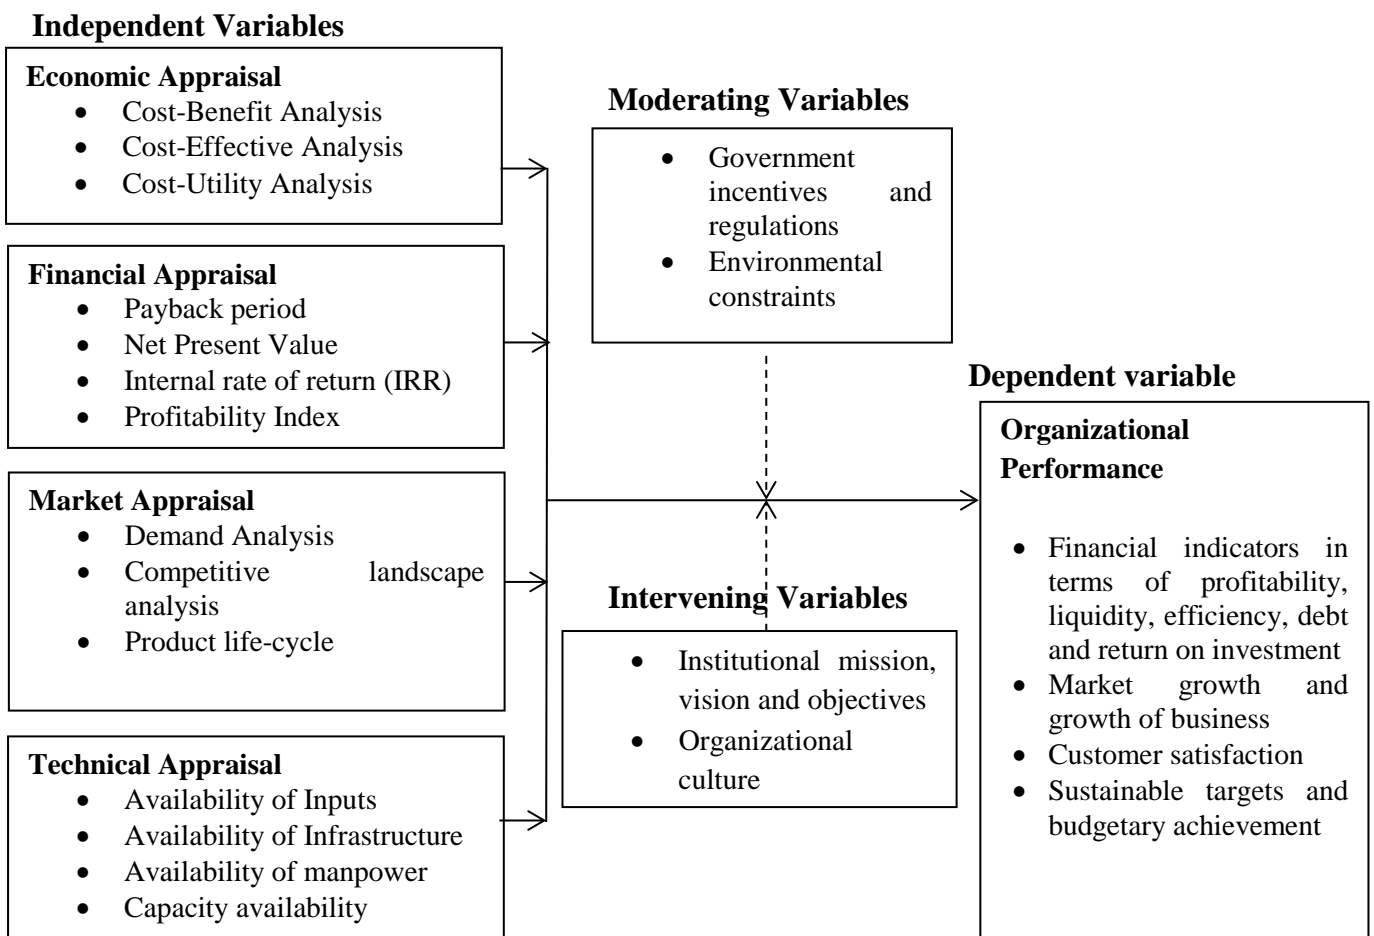 Independent Variables
Economic Appraisal
• Cost-Benefit Analysis
• Cost-Effective Analysis
• Cost-Utility Analysis
Financial Appraisal
• Payback period
• Net Present Value
• Internal rate of return (IRR)
• Profitability Index
Market Appraisal
• Demand Analysis
• Competitive landscape
analysis
• Product life-cycle
Technical Appraisal
• Availability of Inputs
• Availability of Infrastructure
• Availability of manpower
• Capacity availability
Moderating Variables
• Government
incentives and
regulations
• Environmental
constraints
Intervening Variables
• Institutional mission,
vision and objectives
• Organizational
culture
Dependent variable
Organizational
Performance
• Financial indicators in
terms of profitability,
liquidity, efficiency, debt
and return on investment
• Market growth and
growth of business
• Customer satisfaction
• Sustainable targets and
budgetary achievement